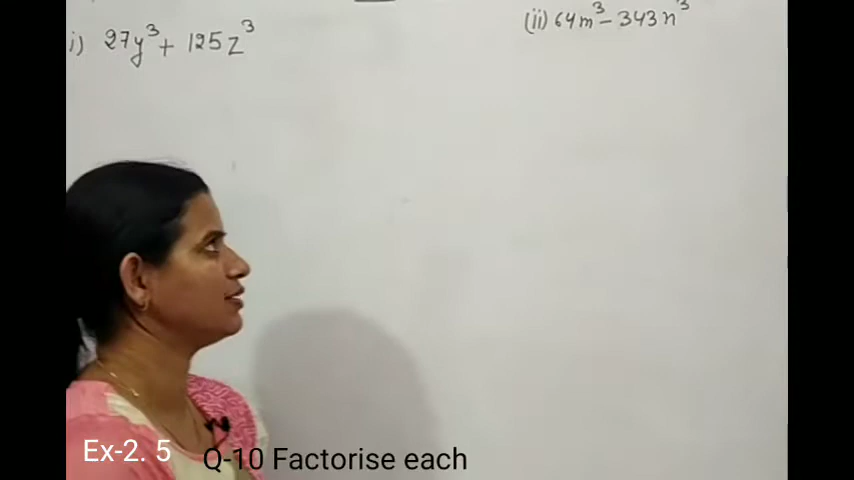 i) 27y³ + 125z³
(ii) 64m³ - 343n³
Ex-2. 5
Q-10 Factorise each